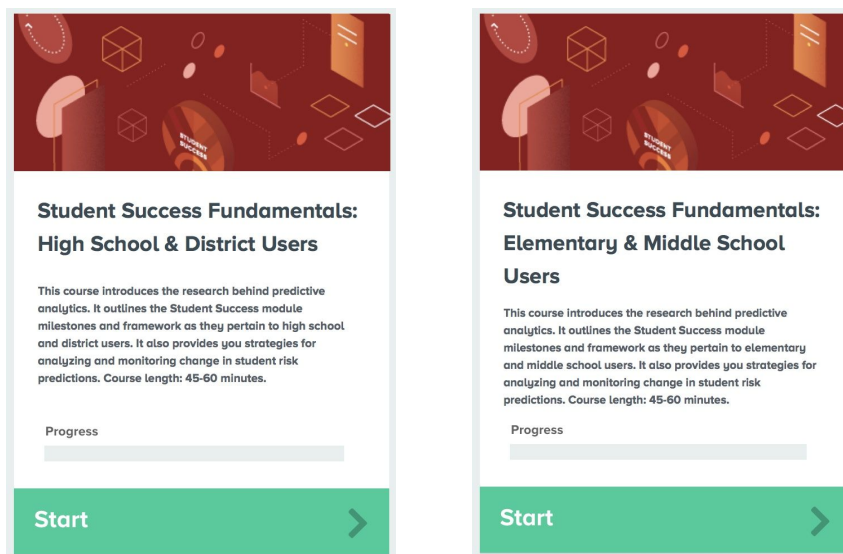 STUDENT
SUCCESS
Student Success Fundamentals:
High School & District Users
This course introduces the research behind predictive
analytics. It outlines the Student Success module
milestones and framework as they pertain to high school
and district users. It also provides you strategies for
analyzing and monitoring change in student risk
predictions. Course length: 45-60 minutes.
Progress
Start
STUDENT
SUCCESS
Student Success Fundamentals:
Elementary & Middle School
Users
This course introduces the research behind predictive
analytics. It outlines the Student Success module
milestones and framework as they pertain to elementary
and middle school users. It also provides you strategies for
analyzing and monitoring change in student risk
predictions. Course length: 45-60 minutes.
Progress
Start